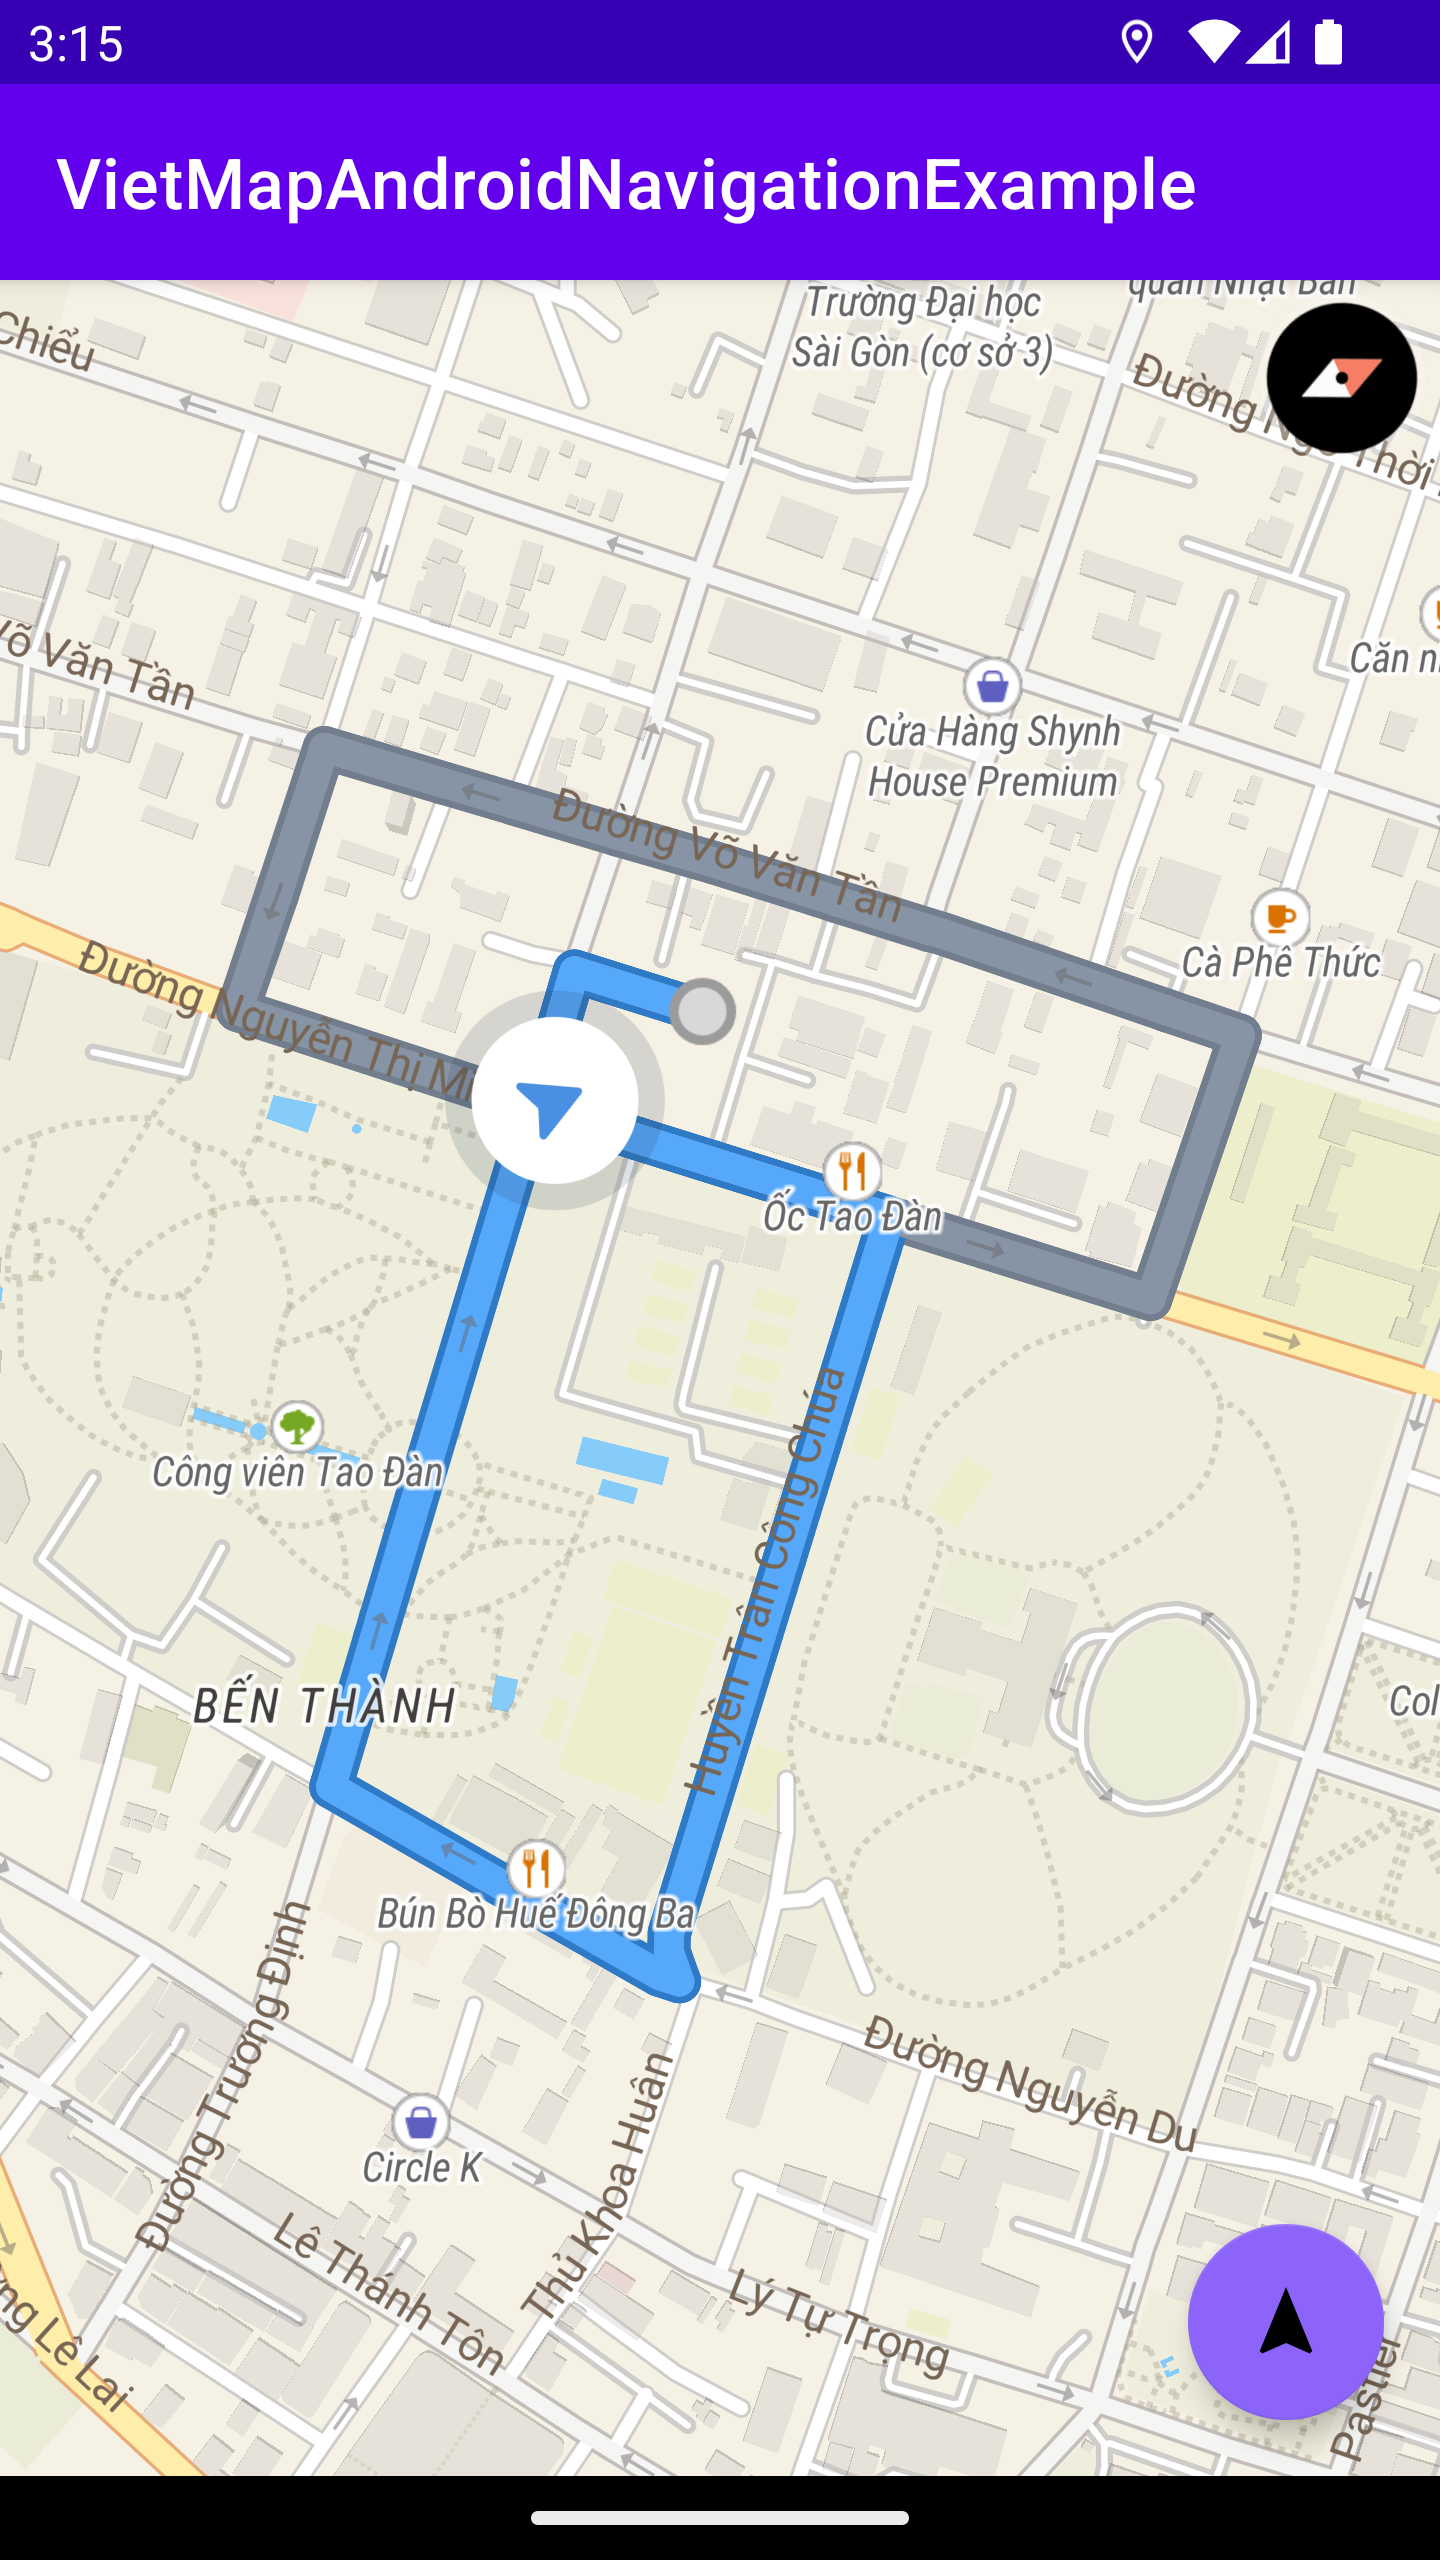 3:15
VietMapAndroidNavigationExample
Trường Đại học
Sài Gòn (cơ sở 3)
quán Nhật Bản
Chiểu
Đường Ngô Thời
Căn
Võ Văn Tần
Cửa Hàng Shynh
House Premium
Đường Võ Văn Tần
Cà Phê Thức
Đường Nguyễn Thị Mi
Ốc Tao Đàn
Công viên Tao Đàn
Huyền Trân Công Chúa
BẾN THÀNH
Col
Bún Bò Huế Đông Ba
Đường Trương Định
Đường Nguyễn Du
Thủ Khoa Huân
Circle K
Lê Thánh Tôn
Lý Tự Trọng
ng Lê Lai
Paster